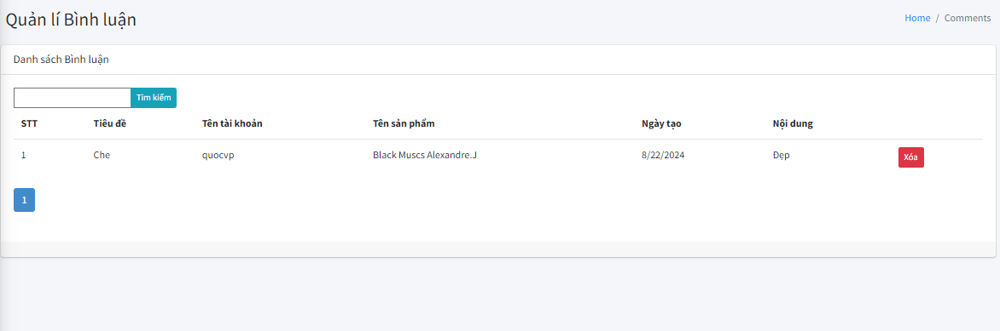 Quản lí Bình luận
Home / Comments
Danh sách Bình luận
Tìm kiếm
STT Tiêu đề Tên tài khoản Tên sản phẩm Ngày tạo Nội dung
1 Che quocvp Black Muscs Alexandre.J 8/22/2024 Đẹp Xóa
1